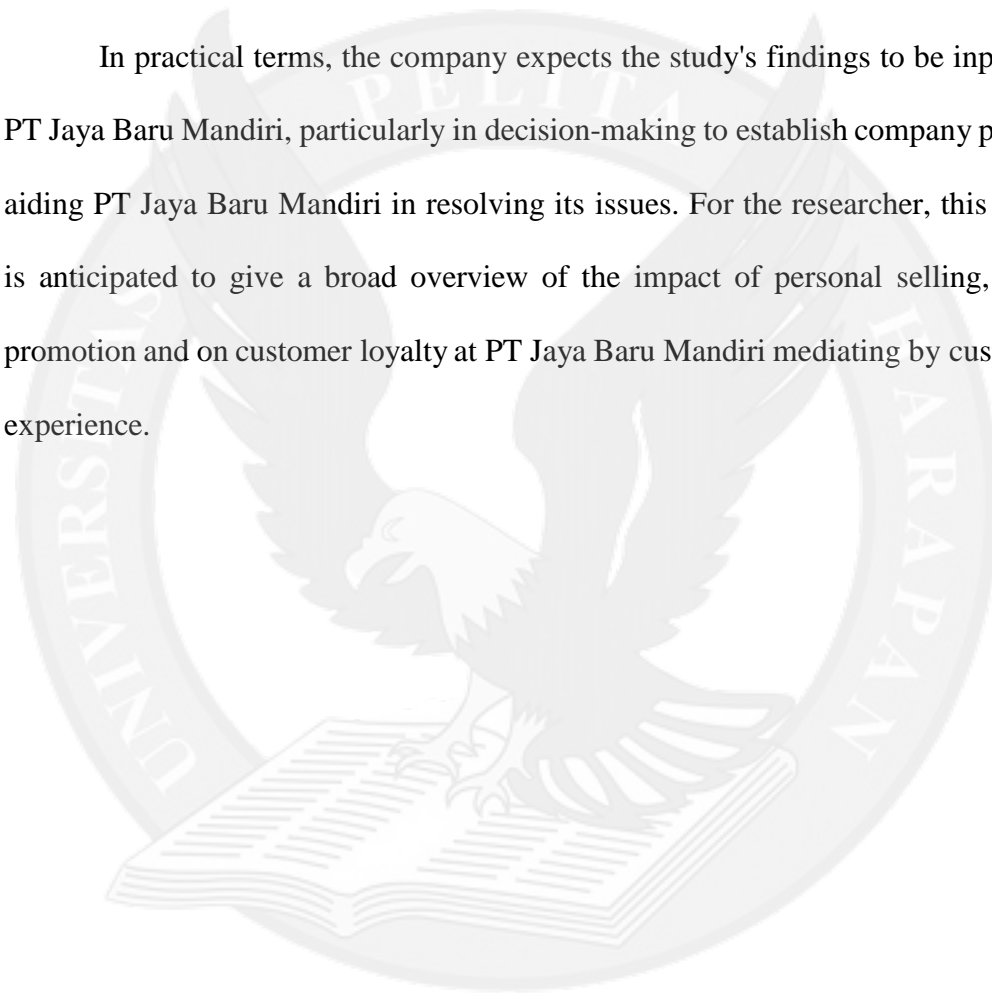 In practical terms, the company expects the study's findings to be
PT Jaya Baru Mandiri, particularly in decision-making to establish company
aiding PT Jaya Baru Mandiri in resolving its issues. For the researcher, this
is anticipated to give a broad overview of the impact of personal selling,
promotion and on customer loyalty at PT Jaya Baru Mandiri mediating by
experience.
UNIVERSITAS PELITA HARAPAN